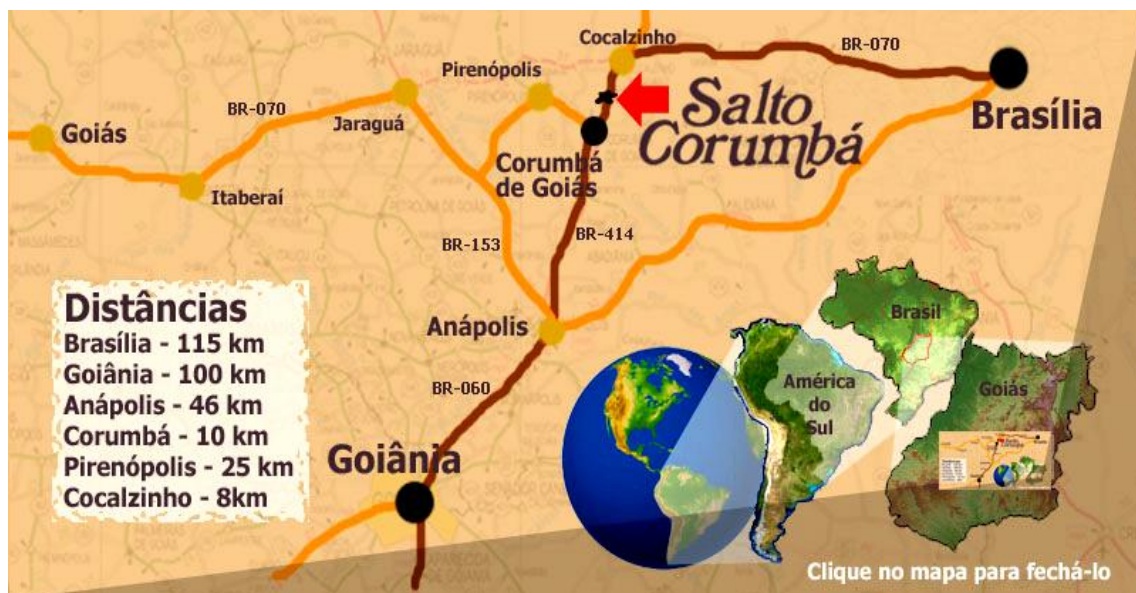 Cocalzinho
BR-070
Pirenópolis
Salto
Corumbá
Brasília
BR-070
Goiás
Jaraguá
Corumbá
de Goiás
Itaberaí
BR-153
BR-414
Distâncias
Brasília - 115 km
Goiânia - 100 km
Anápolis - 46 km
Corumbá - 10 km
Pirenópolis - 25 km
Cocalzinho - 8km
Anápolis
BR-060
Goiânia
Brasil
América
do
Sul
Goiás
Clique no mapa para fechá-lo